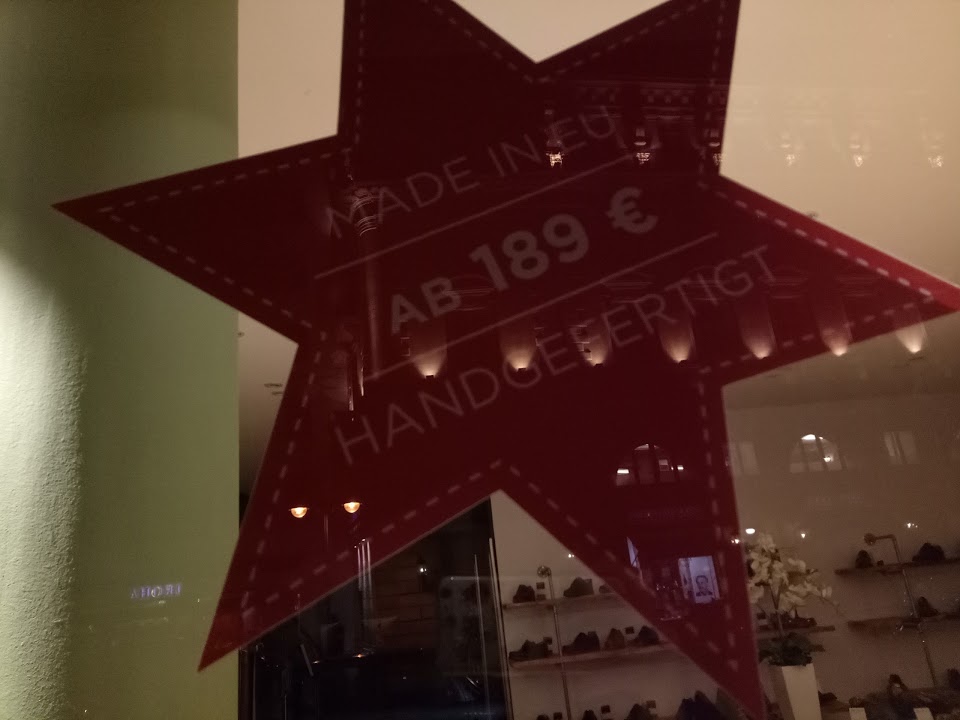 MADE IN EU
AB 189 €
HANDGEFERTIGT